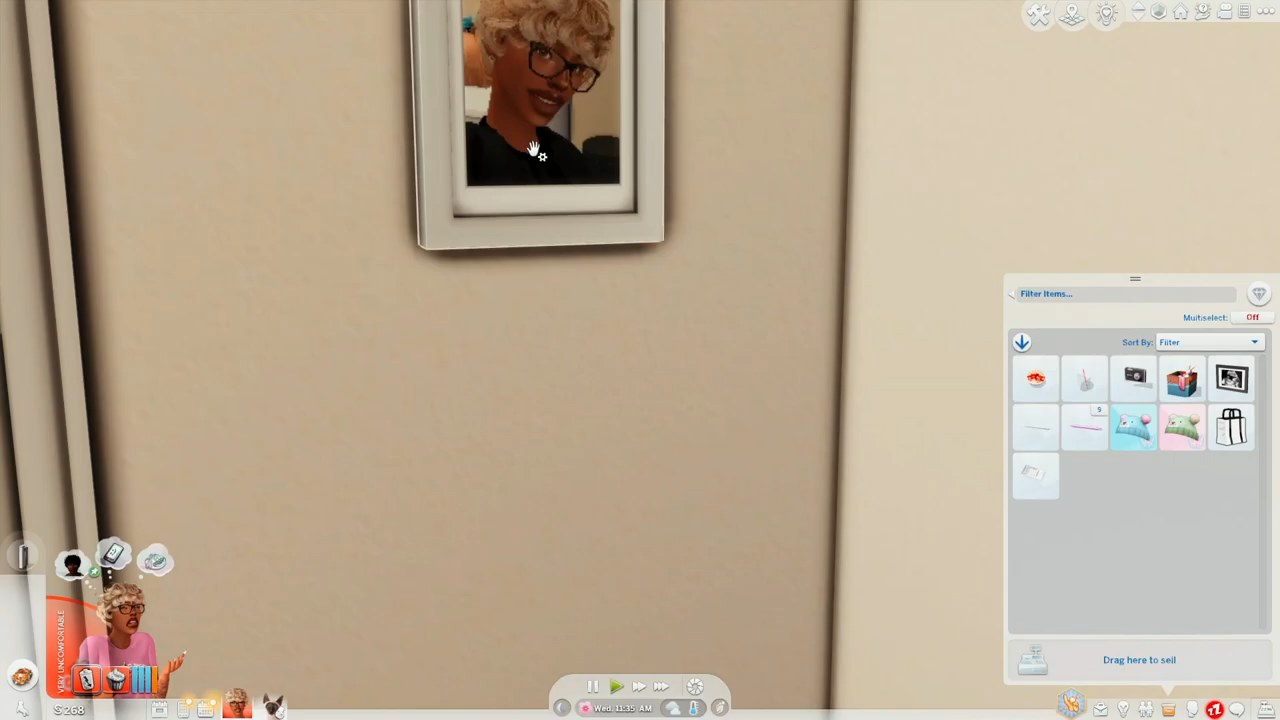 Filter Items...
Multiselect: Off
Sort By: Filter
9
Drag here to sell
VERY UNCOMFORTABLE
§268
Wed. 11:35 AM